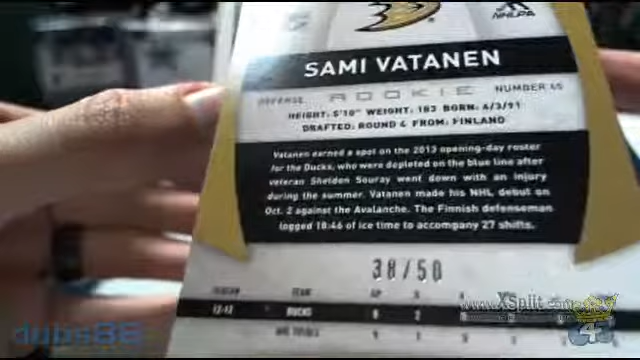 NHLPA
SAMI VATANEN
DEFENSE ROOKIE NUMBER 45
HEIGHT: 5'10" WEIGHT: 183 BORN: 6/3/91
DRAFTED: ROUND 4 FROM: FINLAND
Vatanen earned a spot on the 2013 opening-day roster
for the Ducks, who were depleted on the blue line after
veteran Sheldon Souray went down with an injury
during the summer. Vatanen made his NHL debut on
Oct. 2 against the Avalanche. The Finnish defenseman
logged 18:46 of ice time to accompany 27 shifts.
38/50
SEASON TEAM GP
12-13 DUCKS 8 2
NHL TOTALS
www.XSplit.com
dubs86